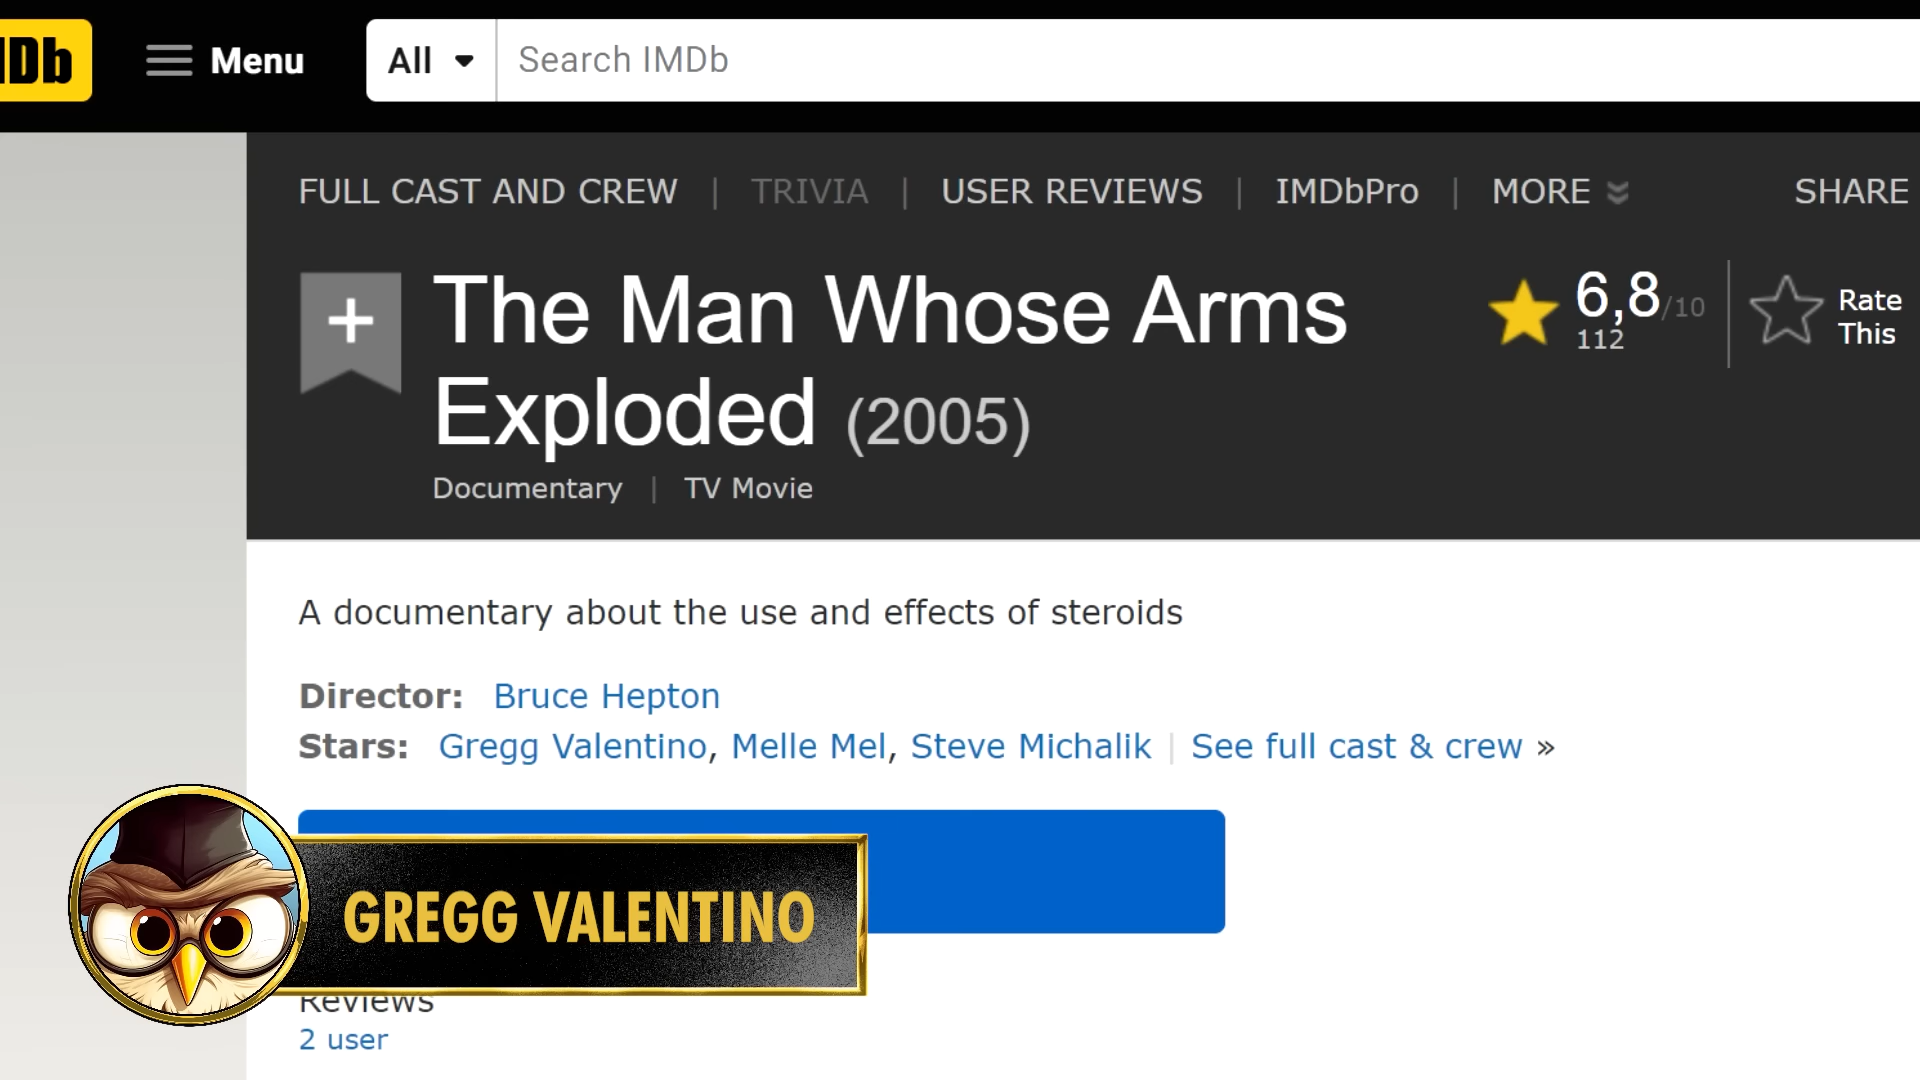 IDb
Menu
All
Search IMDb
FULL CAST AND CREW | TRIVIA | USER REVIEWS | IMDbPro | MORE
SHARE
The Man Whose Arms
Exploded (2005)
6,8/10
112
Rate
This
Documentary | TV Movie
A documentary about the use and effects of steroids
Director: Bruce Hepton
Stars: Gregg Valentino, Melle Mel, Steve Michalik | See full cast & crew »
GREGG VALENTINO
Reviews
2 user